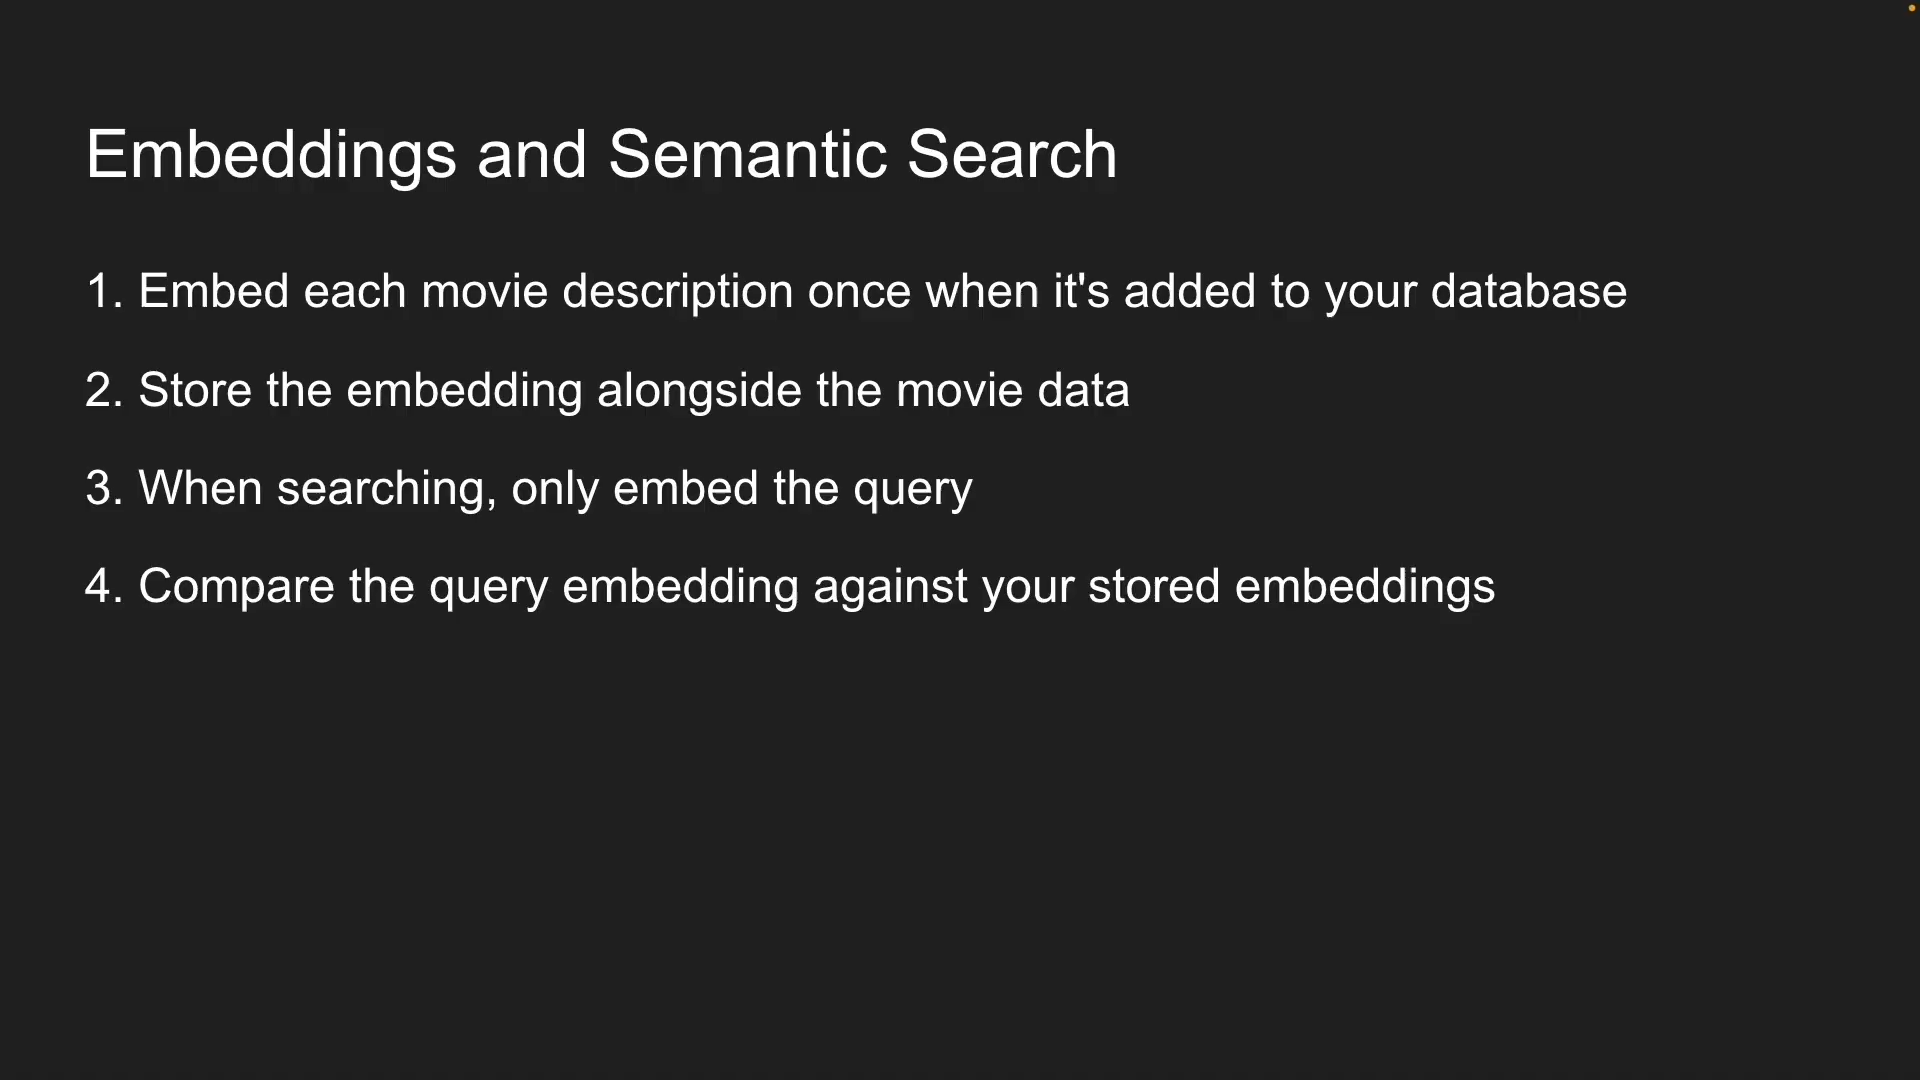 Embeddings and Semantic Search
1. Embed each movie description once when it's added to your database
2. Store the embedding alongside the movie data
3. When searching, only embed the query
4. Compare the query embedding against your stored embeddings